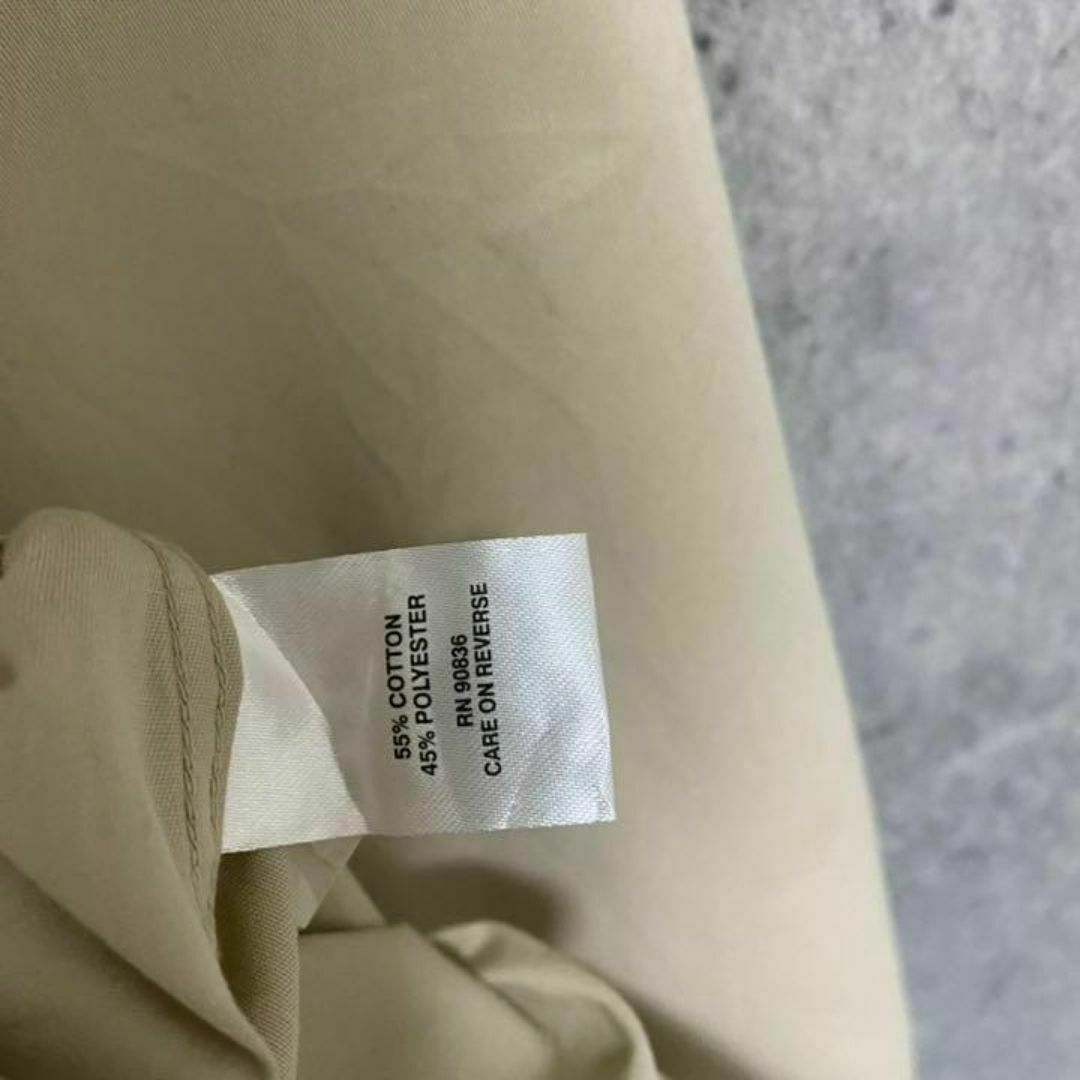 55% COTTON
45% POLYESTER
RN 90836
CARE ON REVERSE